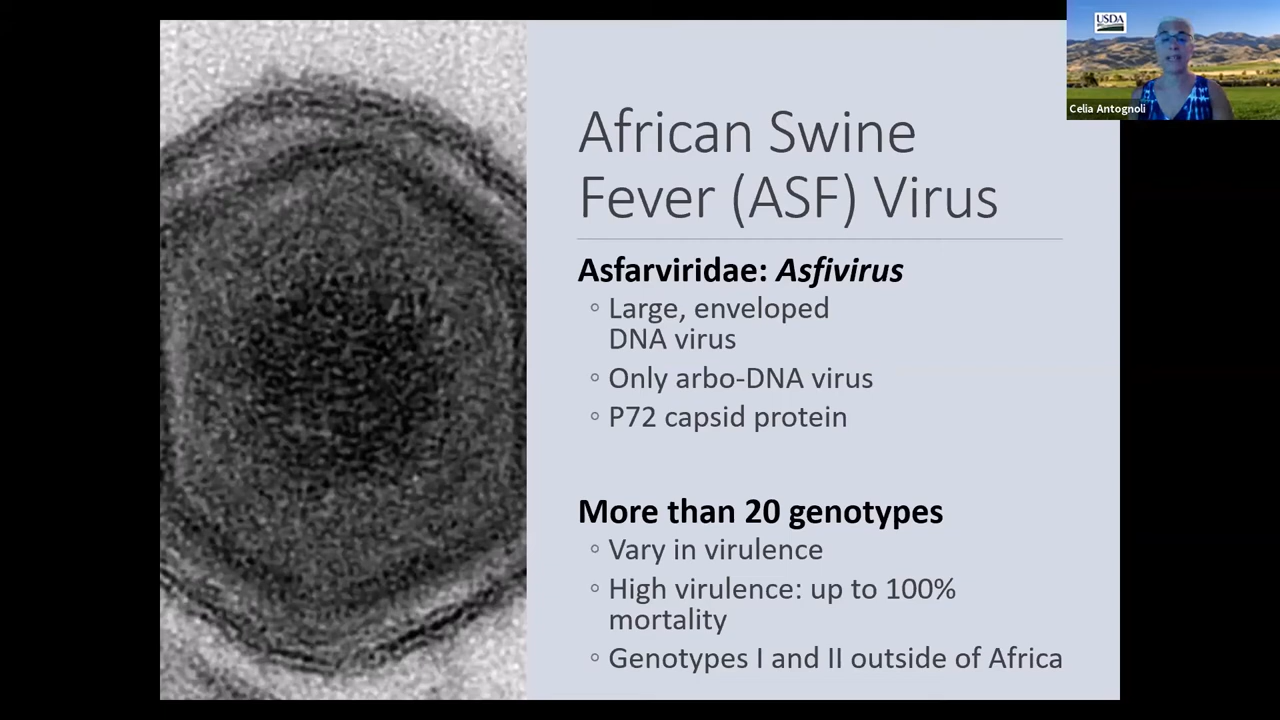 USDA
Celia Antognoli
African Swine
Fever (ASF) Virus
Asfarviridae: Asfivirus
◦ Large, enveloped
DNA virus
◦ Only arbo-DNA virus
◦ P72 capsid protein
More than 20 genotypes
◦ Vary in virulence
◦ High virulence: up to 100%
mortality
◦ Genotypes I and II outside of Africa